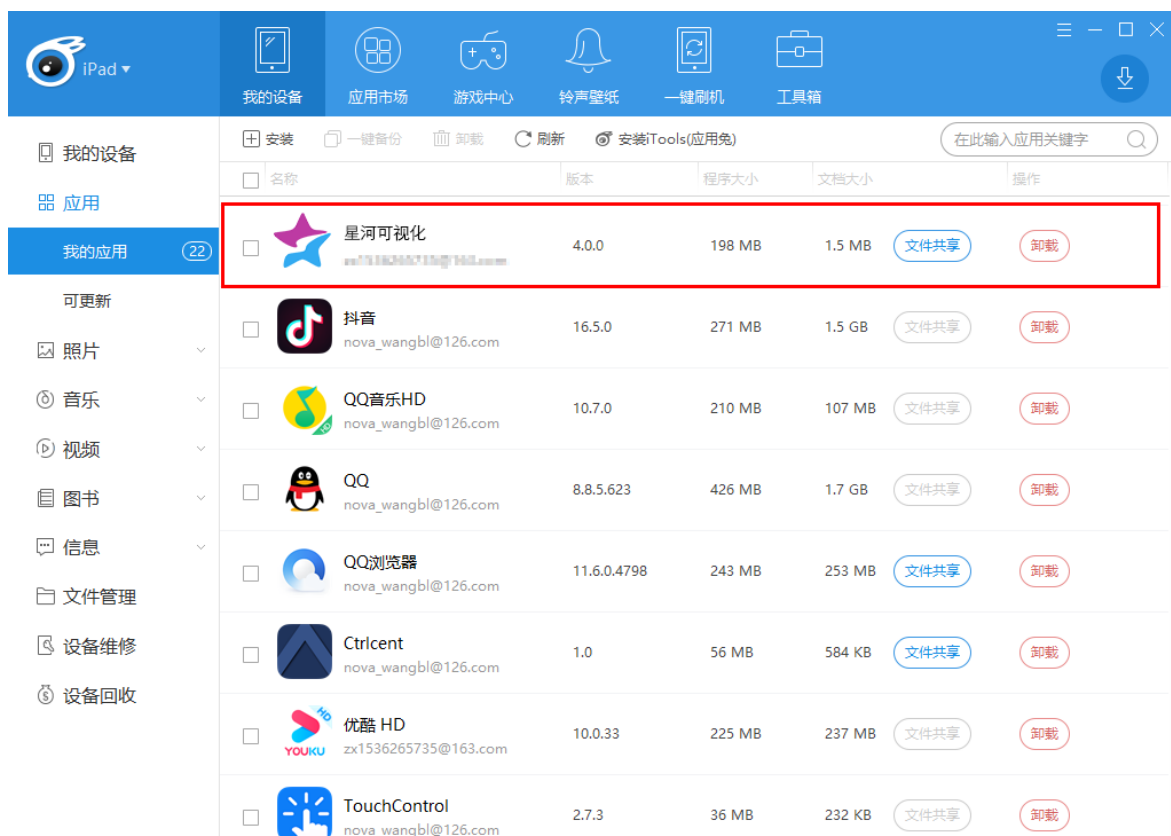 iPad
我的设备
应用市场
游戏中心
铃声壁纸
一键刷机
工具箱
我的设备
应用
我的应用 22
可更新
照片
音乐
视频
图书
信息
文件管理
设备维修
设备回收
安装 一键备份 卸载 刷新 安装iTools(应用兔) 在此输入应用关键字
名称 版本 程序大小 文档大小 操作
星河可视化 4.0.0 198 MB 1.5 MB 文件共享 卸载
抖音 16.5.0 271 MB 1.5 GB 文件共享 卸载
nova_wangbl@126.com
QQ音乐HD 10.7.0 210 MB 107 MB 文件共享 卸载
nova_wangbl@126.com
HD
QQ 8.8.5.623 426 MB 1.7 GB 文件共享 卸载
nova_wangbl@126.com
QQ浏览器 11.6.0.4798 243 MB 253 MB 文件共享 卸载
nova_wangbl@126.com
Ctrlcent 1.0 56 MB 584 KB 文件共享 卸载
nova_wangbl@126.com
HD
YOUKU
优酷 HD 10.0.33 225 MB 237 MB 文件共享 卸载
zx1536265735@163.com
TouchControl 2.7.3 36 MB 232 KB 文件共享 卸载
nova_wangbl@126.com